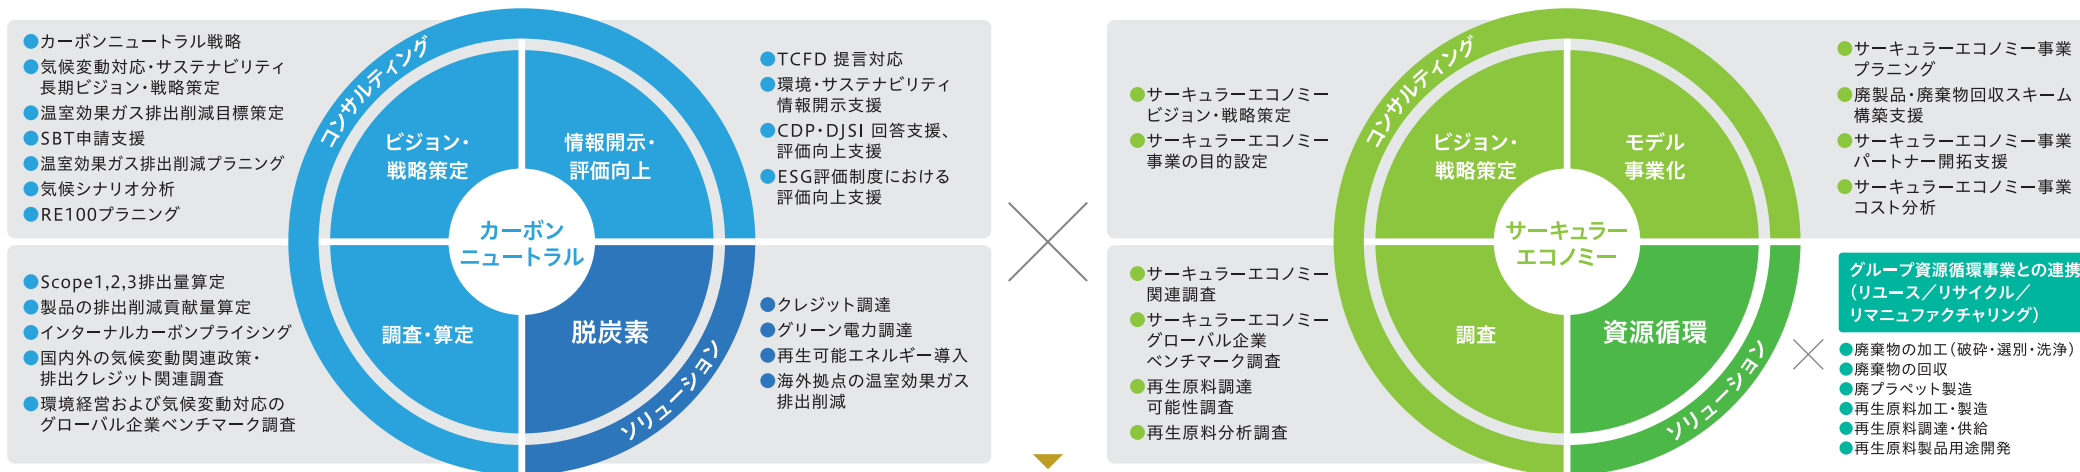 ●カーボンニュートラル戦略
●気候変動対応・サステナビリティ
長期ビジョン・戦略策定
●温室効果ガス排出削減目標策定
●SBT申請支援
●温室効果ガス排出削減プラニング
●気候シナリオ分析
●RE100プラニング
コンサルティング
ビジョン・
戦略策定
情報開示・
評価向上
●TCFD 提言対応
●環境・サステナビリティ
情報開示支援
●CDP・DJSI 回答支援、
評価向上支援
●ESG評価制度における
評価向上支援
カーボン
ニュートラル
●Scope1,2,3排出量算定
●製品の排出削減貢献量算定
●インターナルカーボンプライシング
●国内外の気候変動関連政策・
排出クレジット関連調査
●環境経営および気候変動対応の
グローバル企業ベンチマーク調査
調査・算定
脱炭素
ソリューション
●クレジット調達
●グリーン電力調達
●再生可能エネルギー導入
●海外拠点の温室効果ガス
排出削減
●サーキュラーエコノミー
ビジョン・戦略策定
●サーキュラーエコノミー
事業の目的設定
コンサルティング
ビジョン・
戦略策定
モデル
事業化
●サーキュラーエコノミー事業
プラニング
●廃製品・廃棄物回収スキーム
構築支援
●サーキュラーエコノミー事業
パートナー開拓支援
●サーキュラーエコノミー事業
コスト分析
サーキュラー
エコノミー
●サーキュラーエコノミー
関連調査
●サーキュラーエコノミー
グローバル企業
ベンチマーク調査
●再生原料調達
可能性調査
●再生原料分析調査
調査
資源循環
ソリューション
グループ資源循環事業との連携
(リユース／リサイクル／
リマニュファクチャリング)
●廃棄物の加工(破砕・選別・洗浄)
●廃棄物の回収
●廃プラペット製造
●再生原料加工・製造
●再生原料調達・供給
●再生原料製品用途開発